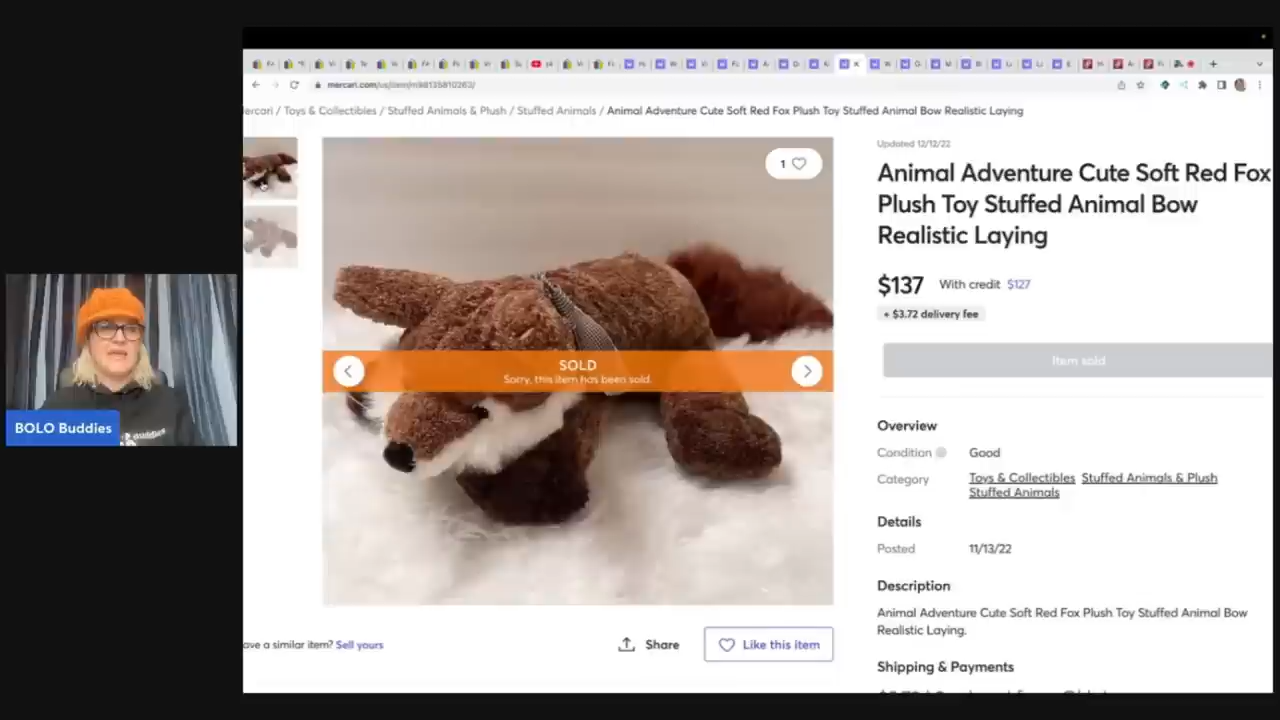 mercari.com/us/item/m86135810262/
ercari / Toys & Collectibles / Stuffed Animals & Plush / Stuffed Animals / Animal Adventure Cute Soft Red Fox Plush Toy Stuffed Animal Bow Realistic Laying
1
Updated 12/12/22
Animal Adventure Cute Soft Red Fox
Plush Toy Stuffed Animal Bow
Realistic Laying
$137 With credit $127
+ $3.72 delivery fee
Item sold
SOLD
Sorry, this item has been sold.
Overview
Condition Good
Category Toys & Collectibles Stuffed Animals & Plush
Stuffed Animals
Details
Posted 11/13/22
Description
Animal Adventure Cute Soft Red Fox Plush Toy Stuffed Animal Bow
Realistic Laying.
Shipping & Payments
ave a similar item? Sell yours
Share
Like this item
BOLO Buddies